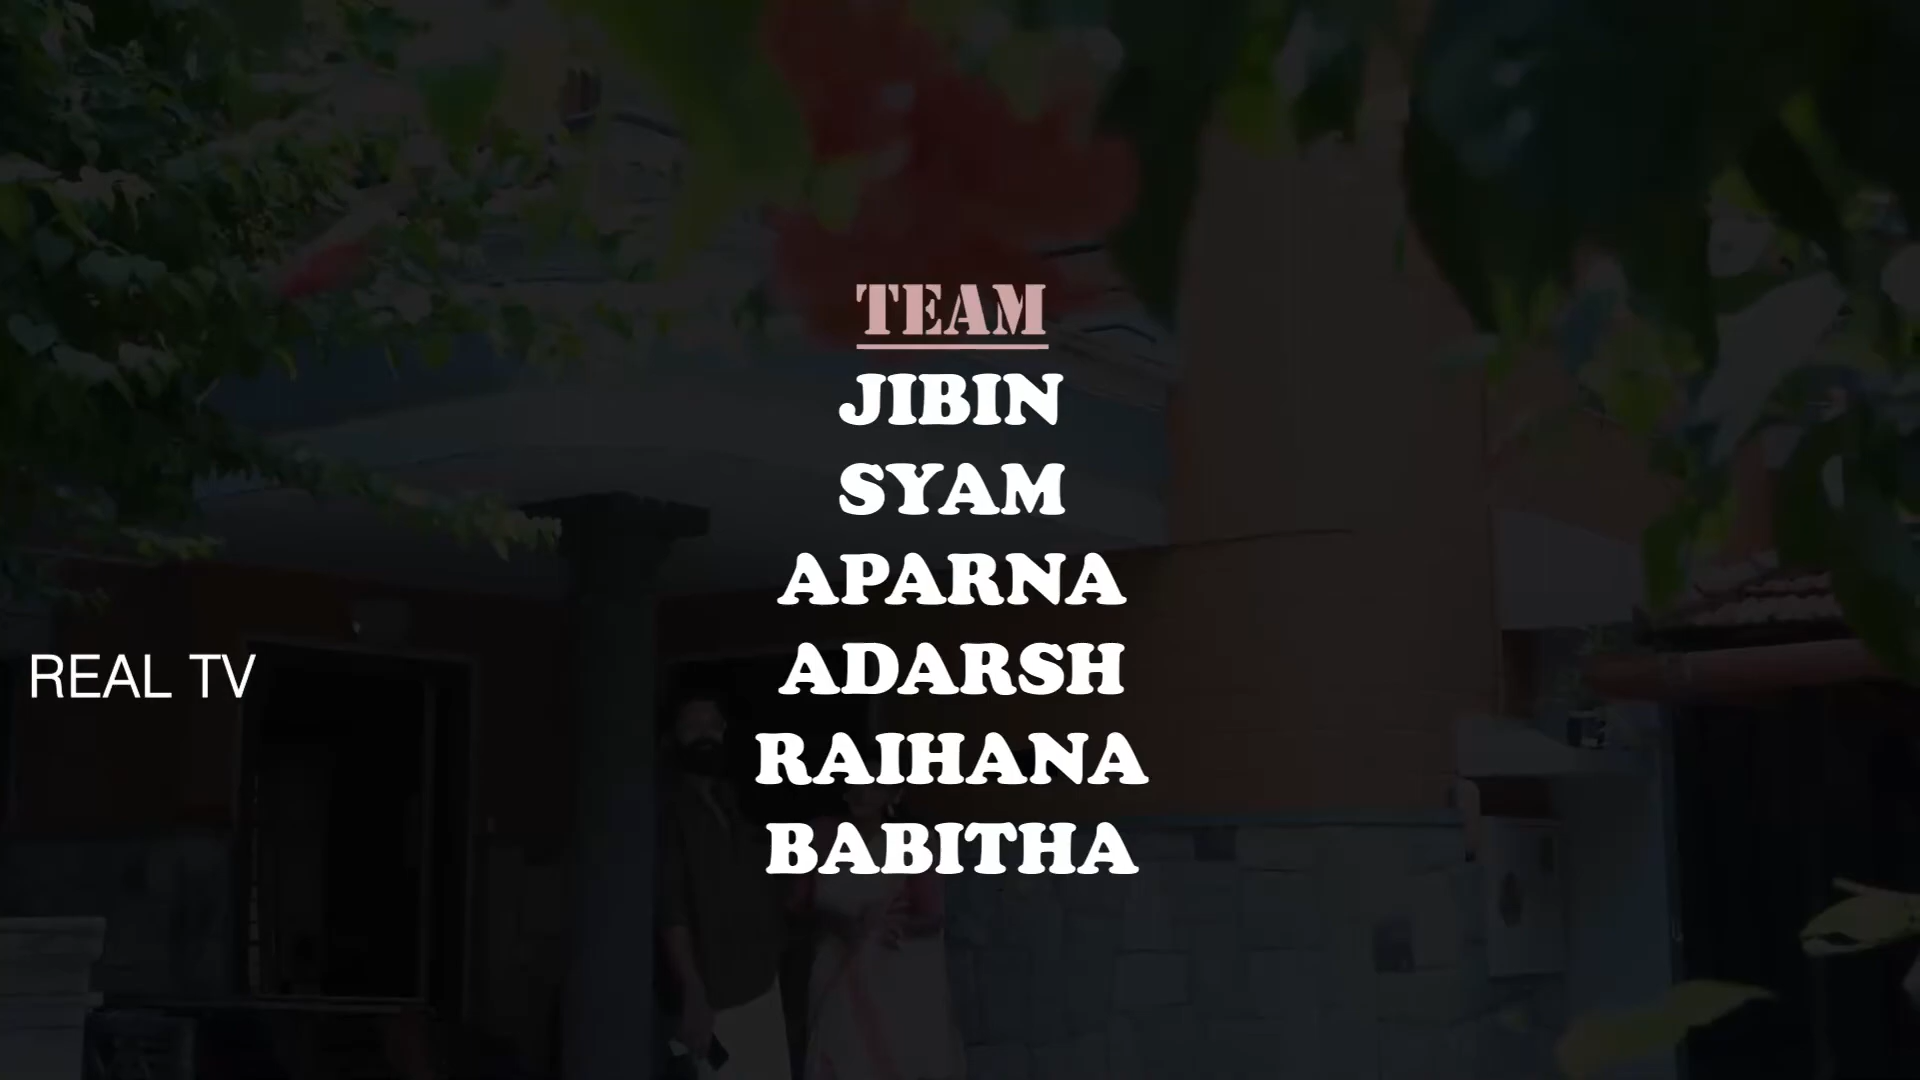 TEAM
JIBIN
SYAM
APARNA
ADARSH
RAIHANA
BABITHA
REAL TV